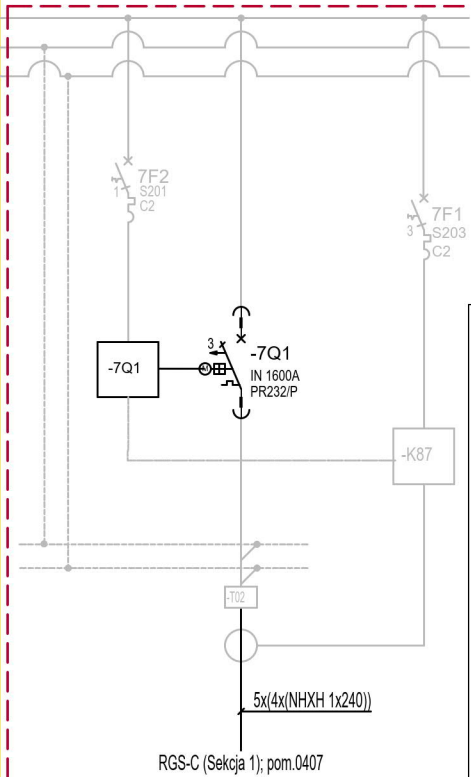 7F2
1
S201
C2
7F1
3
S203
C2
3
-7Q1
-7Q1
M
IN 1600A
PR232/P
-K87
-T02
5x(4x(NHXH 1x240))
RGS-C (Sekcja 1); pom.0407